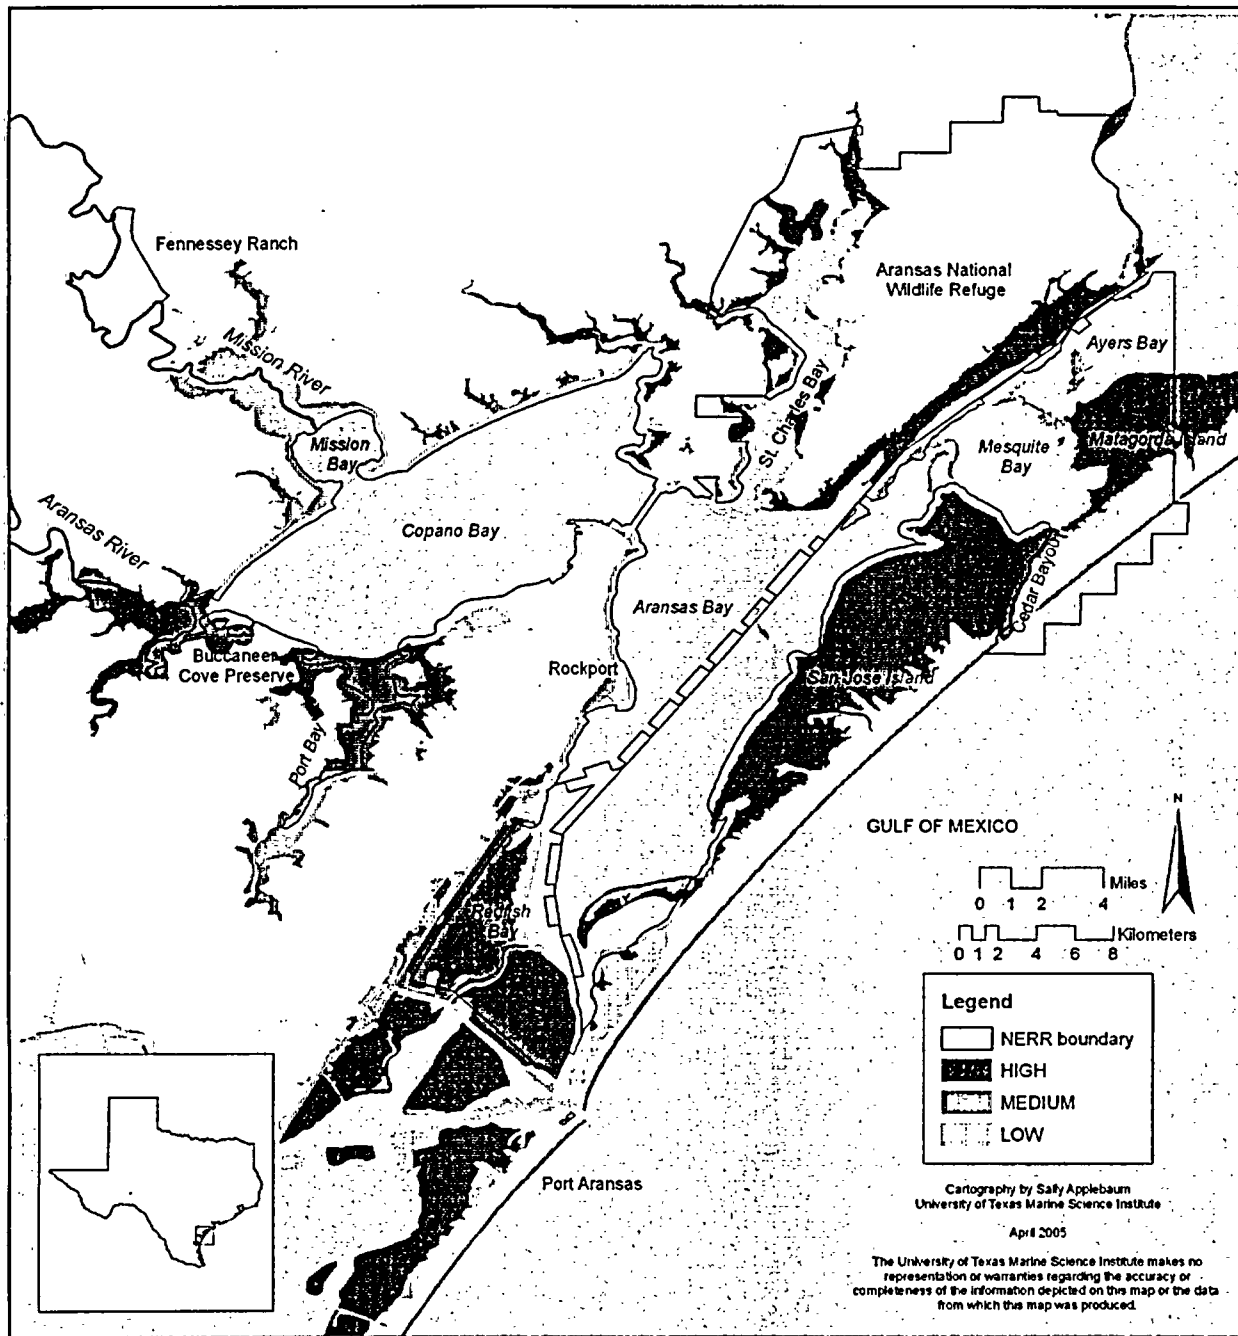 Fennessey Ranch
Aransas National
Wildlife Refuge
Mission River
Ayers Bay
St. Charles Bay
Mission
Bay
Mesquite
Bay
Matagorda Island
Aransas River
Copano Bay
Cedar Bayou
Aransas Bay
Buccaneer
Cove Preserve
Rockport
San Jose Island
Port Bay
N
GULF OF MEXICO
Miles
0 1 2 4
Kilometers
0 1 2 4 6 8
Redfish
Bay
Legend
NERR boundary
HIGH
MEDIUM
LOW
Port Aransas
Cartography by Sally Applebaum
University of Texas Marine Science Institute
April 2005
The University of Texas Marine Science Institute makes no
representation or warranties regarding the accuracy or
completeness of the information depicted on this map or the data
from which this map was produced.